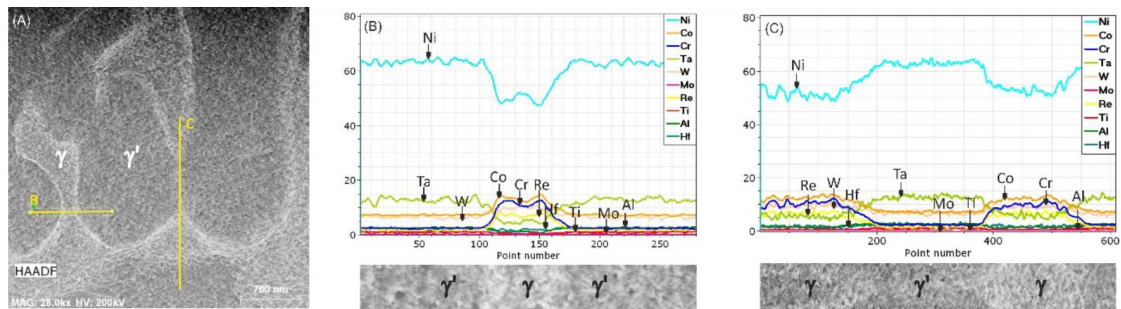 (A)
C
γ
γ'
B
HAADF
MAG: 28.0kx HV: 200kV
700 nm
(B)
80
60
40
20
0
Ni
Ta
W
Co
Cr
Re
Hf
Ti
Mo
Al
Ni
Co
Cr
Ta
W
Mo
Re
Ti
Al
Hf
50
100
150
200
250
Point number
γ'
γ
γ'
(C)
80
60
40
20
0
Ni
Re
W
Hf
Ta
Mo
Ti
Co
Cr
Al
Ni
Co
Cr
Ta
W
Mo
Re
Ti
Al
Hf
200
400
600
Point number
γ
γ'
γ